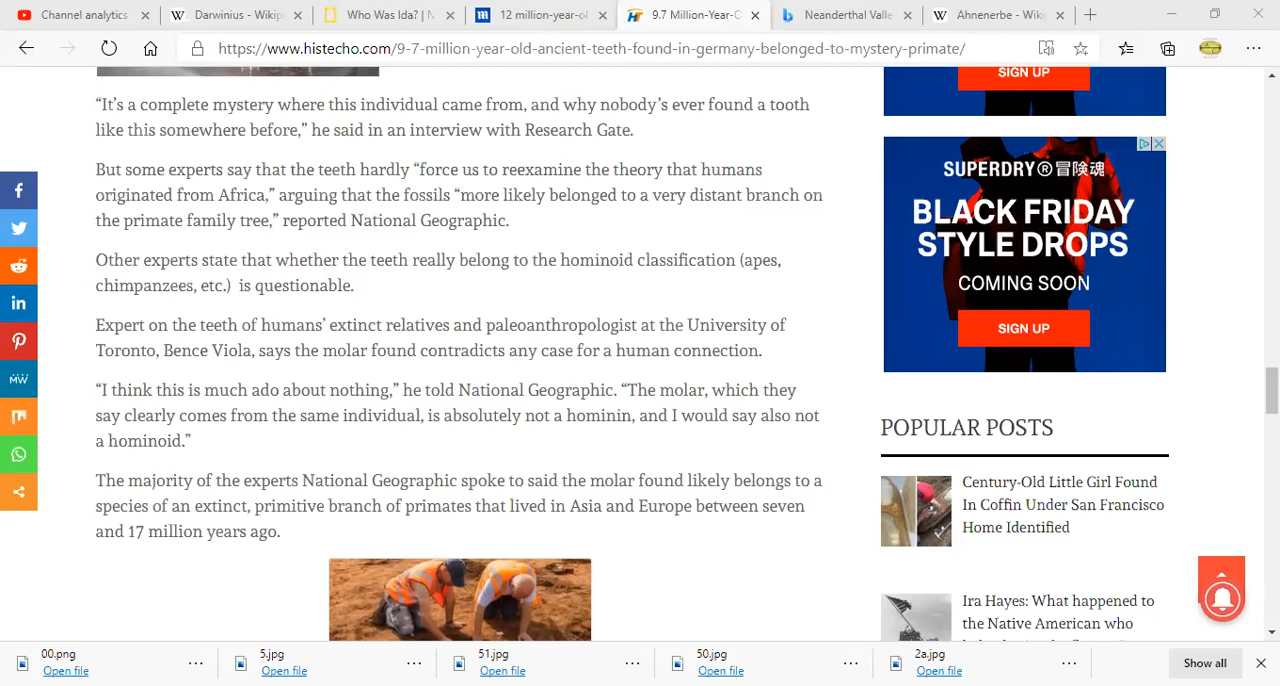 Channel analytics
Darwinius - Wikip
Who Was Ida? | N
12 million-year-ol
9.7 Million-Year-O
Neanderthal Valle
Ahnenerbe - Wiki
https://www.histecho.com/9-7-million-year-old-ancient-teeth-found-in-germany-belonged-to-mystery-primate/
“It’s a complete mystery where this individual came from, and why nobody’s ever found a tooth
like this somewhere before,” he said in an interview with Research Gate.
But some experts say that the teeth hardly “force us to reexamine the theory that humans
originated from Africa,” arguing that the fossils “more likely belonged to a very distant branch on
the primate family tree,” reported National Geographic.
Other experts state that whether the teeth really belong to the hominoid classification (apes,
chimpanzees, etc.)  is questionable.
Expert on the teeth of humans’ extinct relatives and paleoanthropologist at the University of
Toronto, Bence Viola, says the molar found contradicts any case for a human connection.
“I think this is much ado about nothing,” he told National Geographic. “The molar, which they
say clearly comes from the same individual, is absolutely not a hominin, and I would say also not
a hominoid.”
The majority of the experts National Geographic spoke to said the molar found likely belongs to a
species of an extinct, primitive branch of primates that lived in Asia and Europe between seven
and 17 million years ago.
SIGN UP
SUPERDRY®冒険魂
BLACK FRIDAY
STYLE DROPS
COMING SOON
SIGN UP
POPULAR POSTS
Century-Old Little Girl Found
In Coffin Under San Francisco
Home Identified
Ira Hayes: What happened to
the Native American who
00.png
Open file
5.jpg
Open file
51.jpg
Open file
50.jpg
Open file
2a.jpg
Open file
Show all